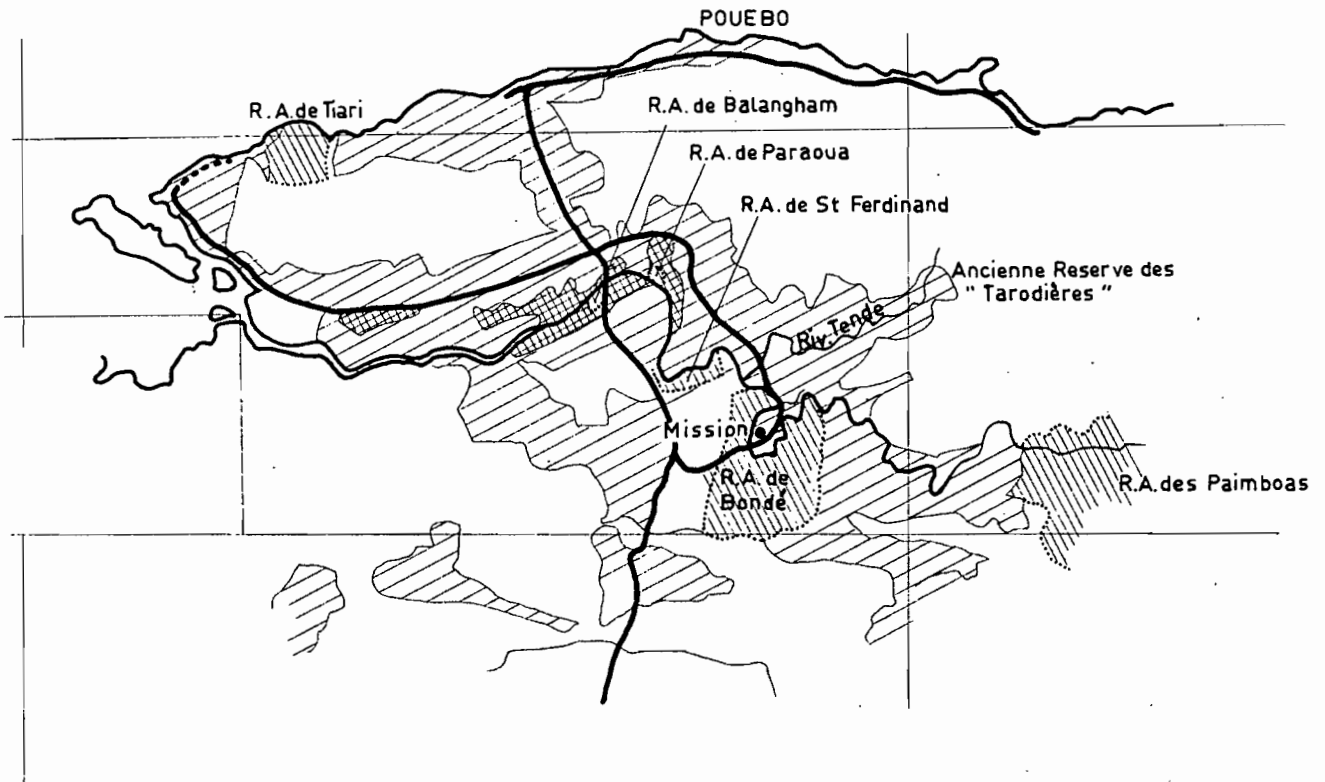 POUEBO
R.A. de Tiari
R.A. de Balangham
R.A. de Paraoua
R.A. de St Ferdinand
Ancienne Reserve des
" Tarodières "
Riv. Tende
Mission
R.A. de
Bondé
R.A. des Paimboas